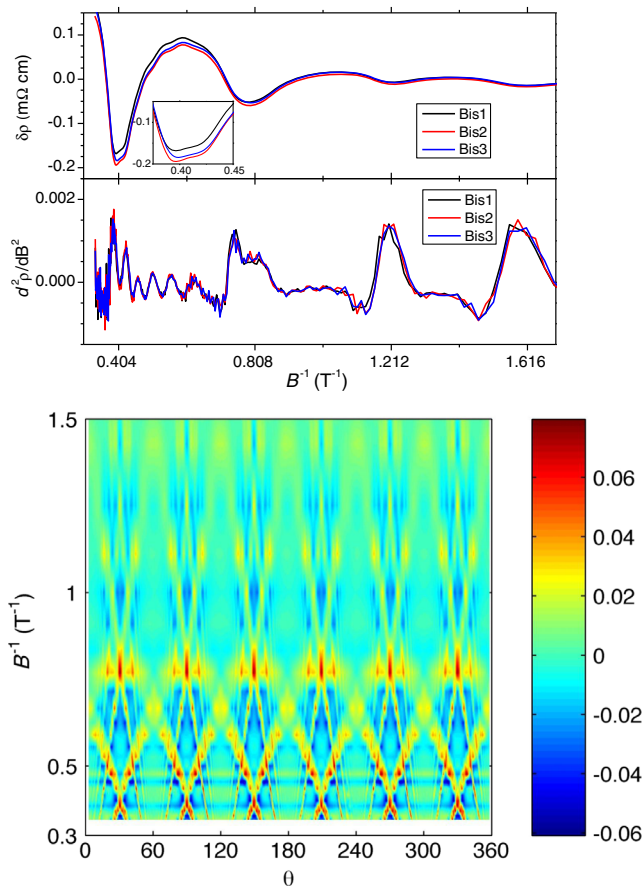 0.1
0.0
-0.1
-0.2
δρ (mΩ cm)
-0.1
-0.2
0.40
0.45
Bis1
Bis2
Bis3
0.002
0.000
d²ρ/dB²
Bis1
Bis2
Bis3
0.404
0.808
1.212
1.616
B⁻¹ (T⁻¹)
1.5
1
0.5
0.3
B⁻¹ (T⁻¹)
0
60
120
180
240
300
360
θ
0.06
0.04
0.02
0
-0.02
-0.04
-0.06